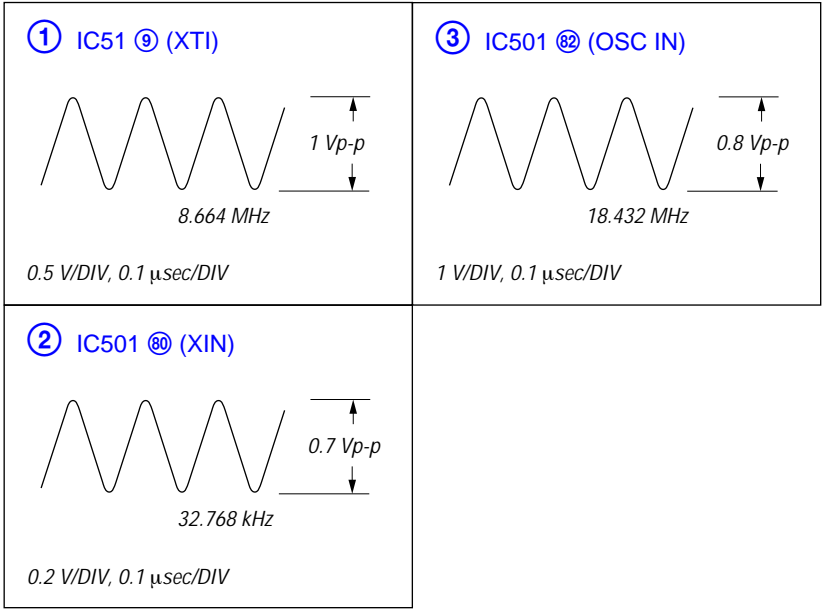 ① IC51 ⑨ (XTI)
1 Vp-p
8.664 MHz
0.5 V/DIV, 0.1 µsec/DIV
② IC501 80 (XIN)
0.7 Vp-p
32.768 kHz
0.2 V/DIV, 0.1 µsec/DIV
③ IC501 82 (OSC IN)
0.8 Vp-p
18.432 MHz
1 V/DIV, 0.1 µsec/DIV